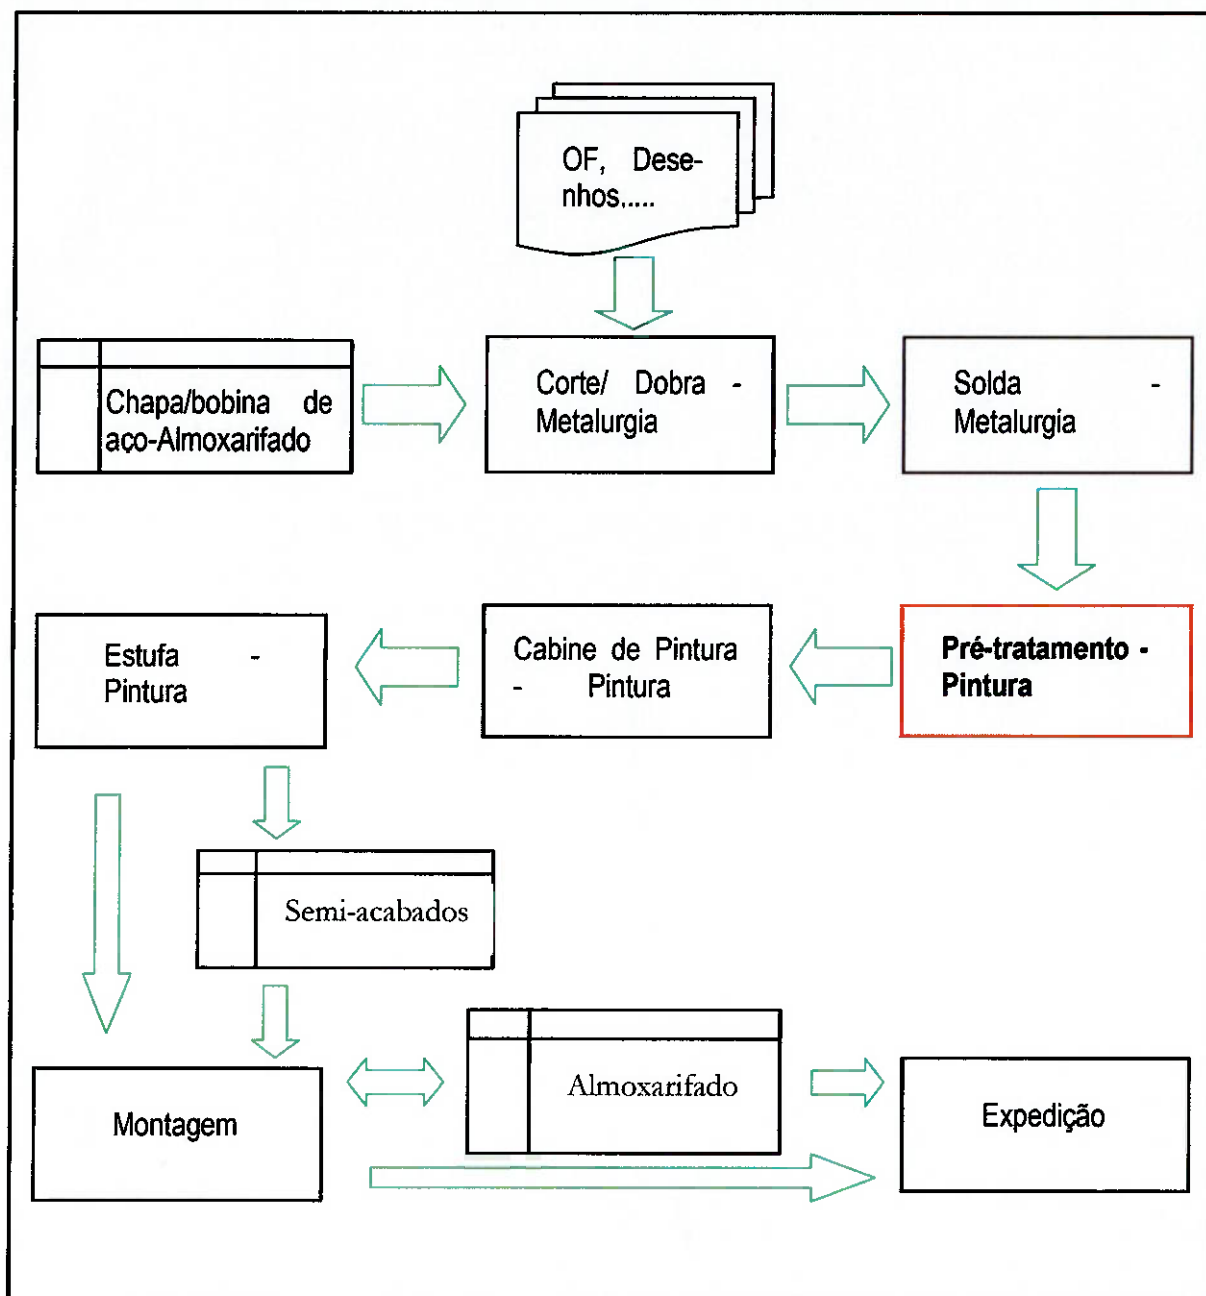 OF, Dese-
nhos,....
Chapa/bobina de
aço-Almoxarifado
Corte/ Dobra -
Metalurgia
Solda -
Metalurgia
Estufa -
Pintura
Cabine de Pintura
- Pintura
Pré-tratamento -
Pintura
Semi-acabados
Montagem
Almoxarifado
Expedição